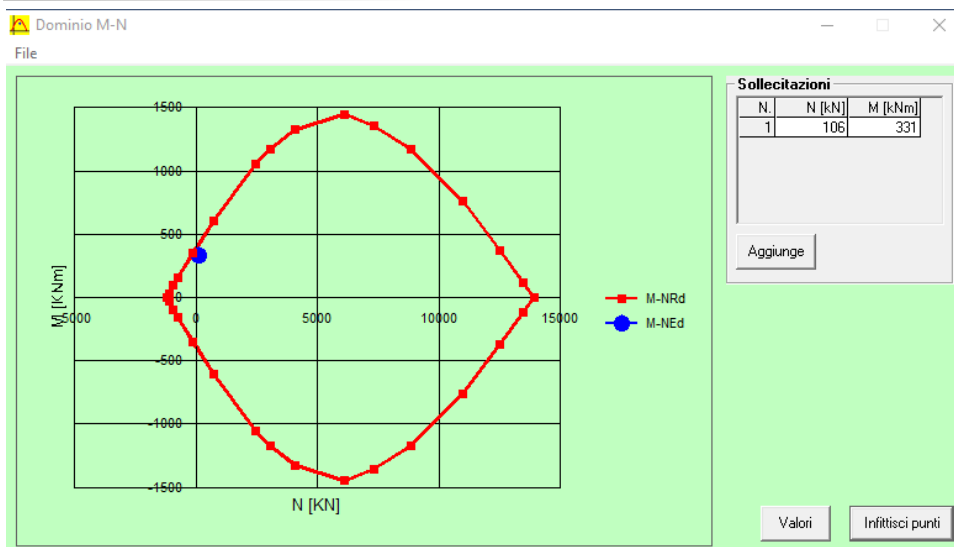 Dominio M-N
File
1500
1000
500
0
-5000
0
5000
10000
15000
-500
-1000
-1500
M [KNm]
N [KN]
M-NRd
M-NEd
Sollecitazioni
N. N [kN] M [kNm]
1 106 331
Aggiunge
Valori
Infittisci punti